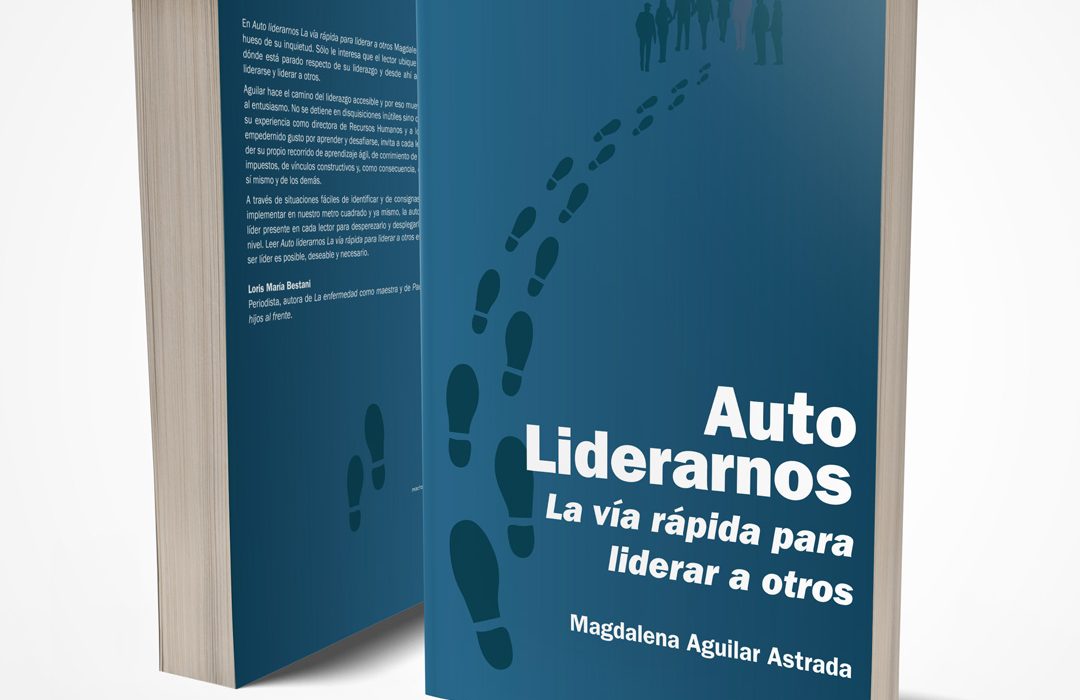 En Auto liderarnos La vía rápida para liderar a otros
hueso de su inquietud. Sólo le interesa que el lector ubique
dónde está parado respecto de su liderazgo y desde ahí
liderarse y liderar a otros.
Aguilar hace el camino del liderazgo accesible y por eso
al entusiasmo. No se detiene en disquisiciones inútiles sino
su experiencia como directora de Recursos Humanos y a
empedernido gusto por aprender y desafiarse, invita a cada
der su propio recorrido de aprendizaje ágil, de corrimiento de
impuestos, de vínculos constructivos y, como consecuencia,
sí mismo y de los demás.
A través de situaciones fáciles de identificar y de consignas
implementar en nuestro metro cuadrado y ya mismo, la
líder presente en cada lector para desperezarlo y
nivel. Leer Auto liderarnos La vía rápida para liderar a otros
ser líder es posible, deseable y necesario.
Loris María Bestani
Periodista, autora de La enfermedad como maestra y de
hijos al frente.
Auto
Liderarnos
La vía rápida para
liderar a otros
Magdalena Aguilar Astrada